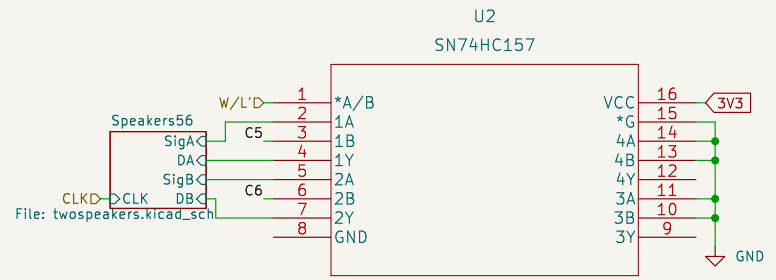 U2
SN74HC157
W/L'D 1 *A/B VCC 16 3V3
Speakers56 2 1A *G 15
SigA C5 3 1B 4A 14
DA 4 1Y 4B 13
SigB 5 2A 4Y 12
CLK CLK DB C6 6 2B 3A 11
File: twospeakers.kicad_sch 7 2Y 3B 10
8 GND 3Y 9
GND